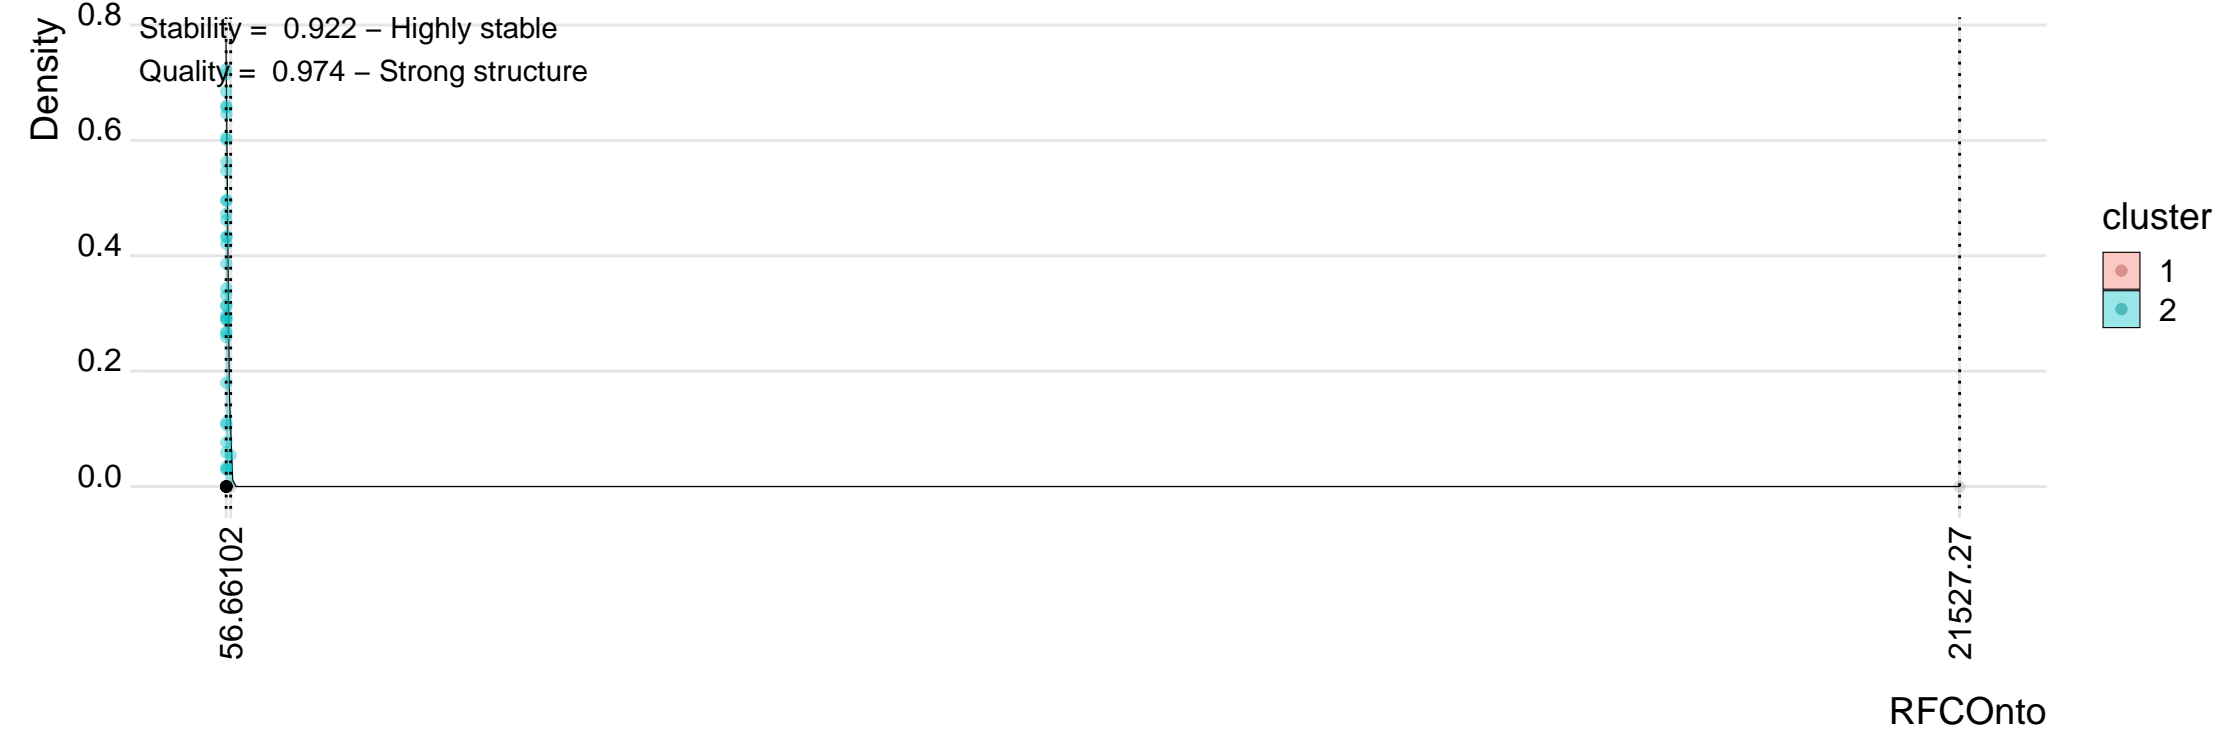 Density
0.8
0.6
0.4
0.2
0.0
Stability = 0.922 – Highly stable
Quality = 0.974 – Strong structure
cluster
1
2
56.66102
21527.27
RFCOnto